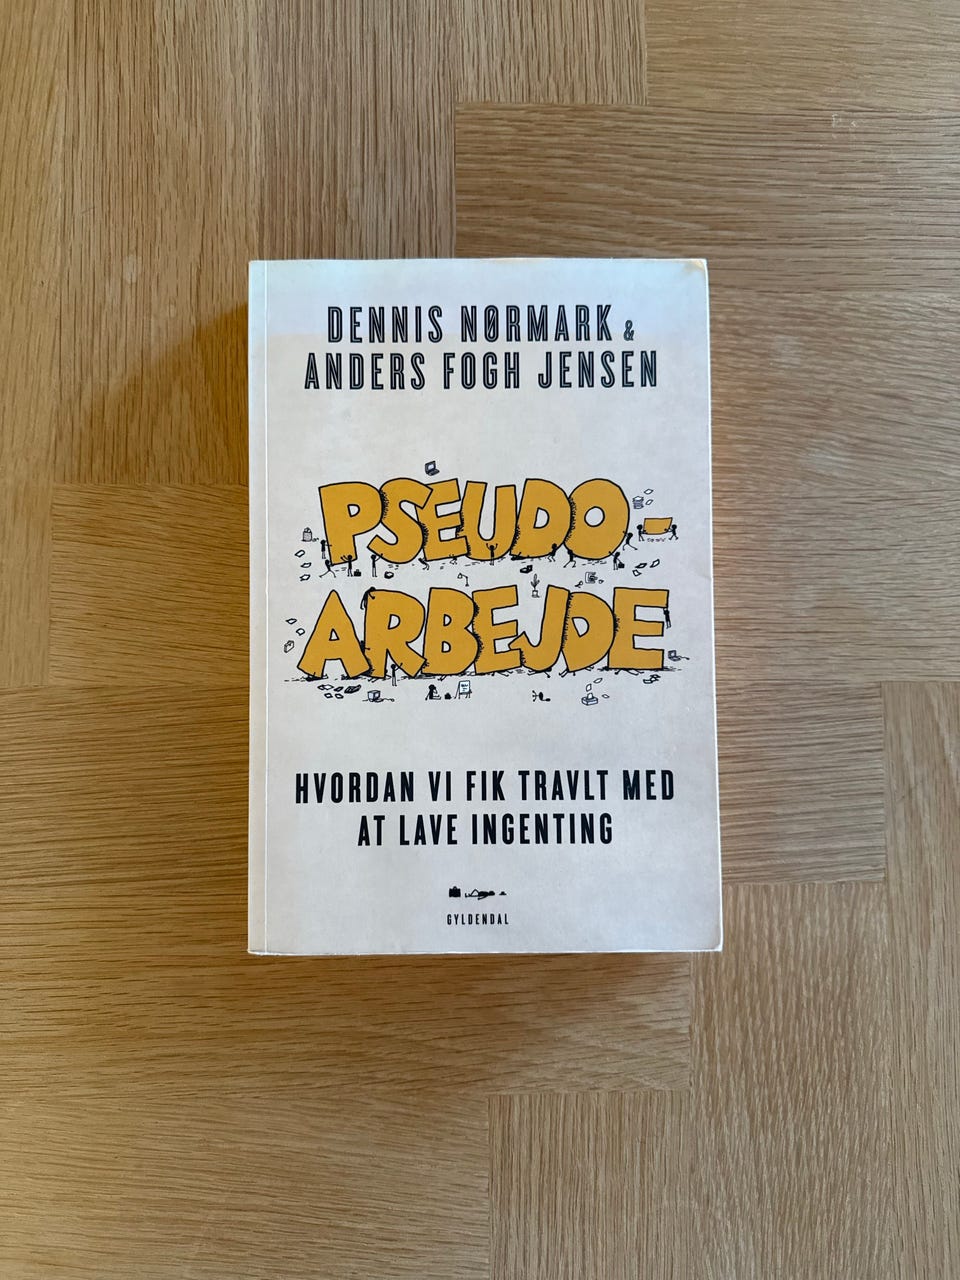 DENNIS NØRMARK &
ANDERS FOGH JENSEN
PSEUDO-
ARBEJDE
HVORDAN VI FIK TRAVLT MED
AT LAVE INGENTING
GYLDENDAL